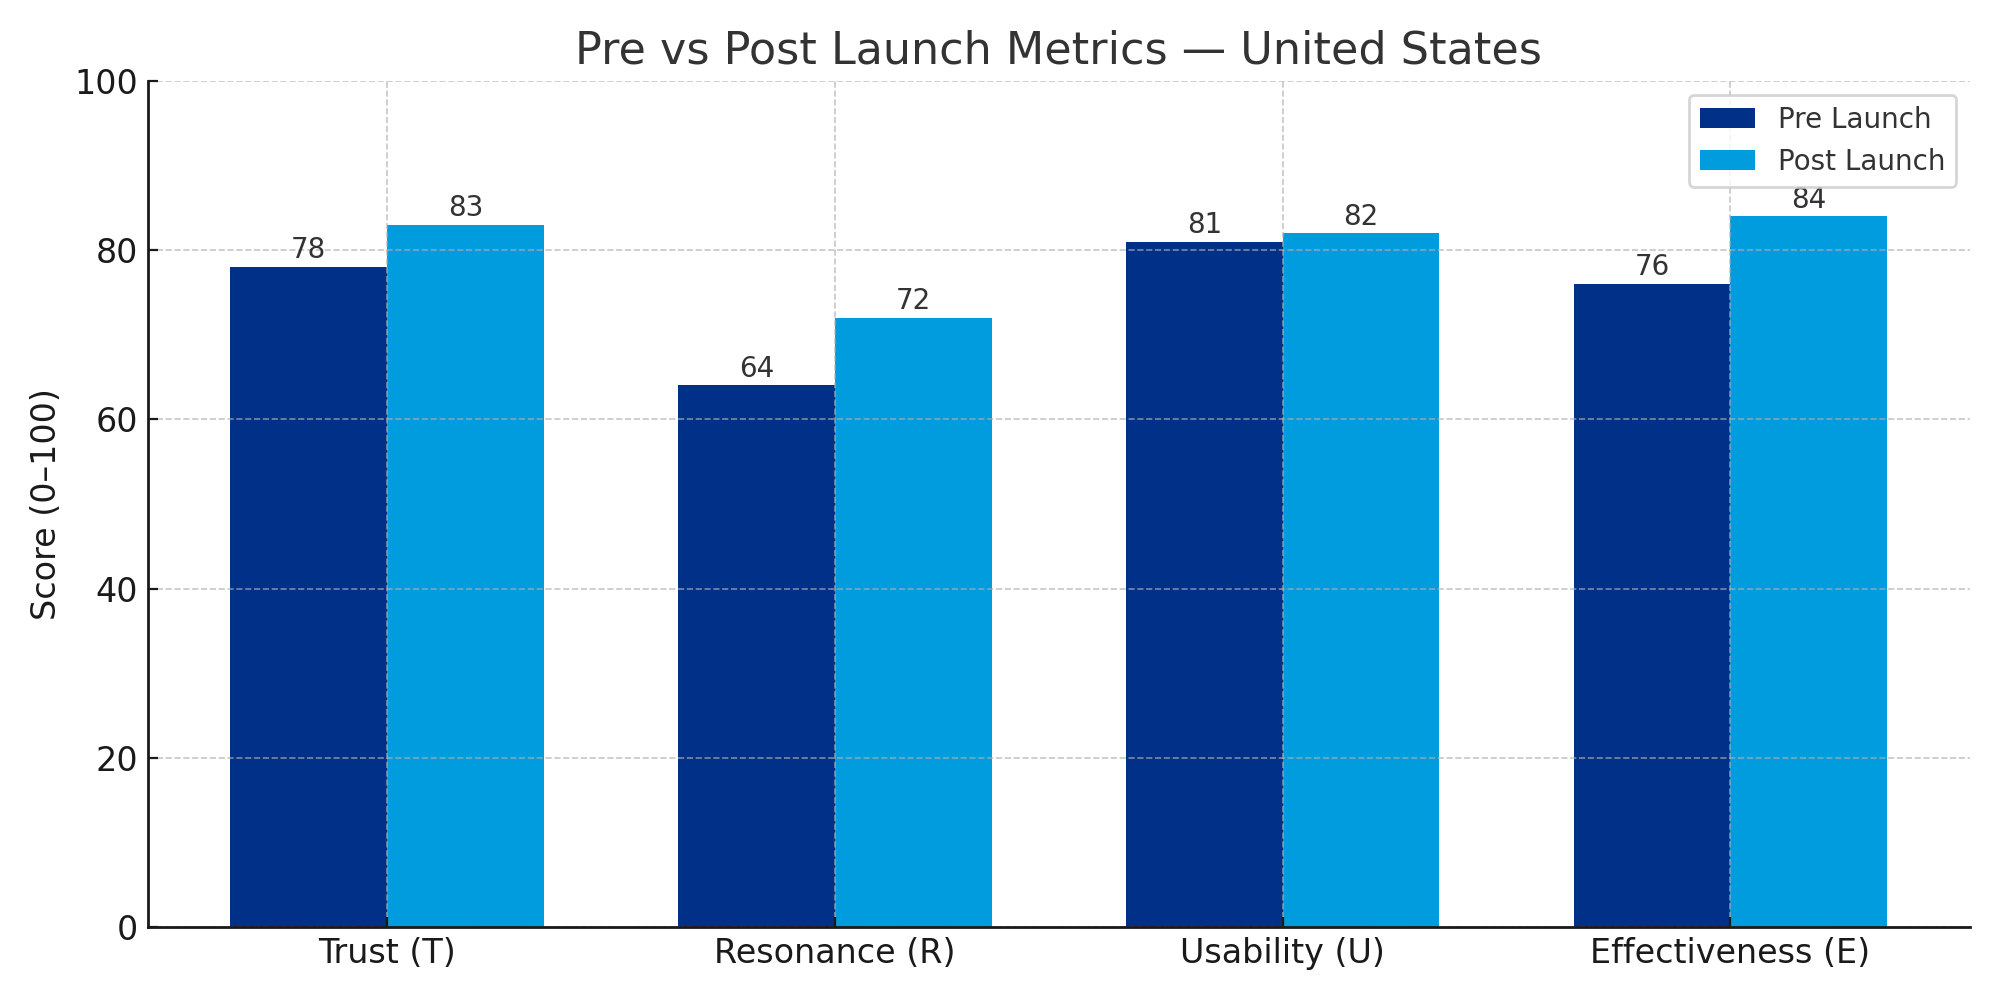 Pre vs Post Launch Metrics — United States
Score (0–100)
100
80
60
40
20
0
Pre Launch
Post Launch
78
83
64
72
81
82
76
84
Trust (T)
Resonance (R)
Usability (U)
Effectiveness (E)